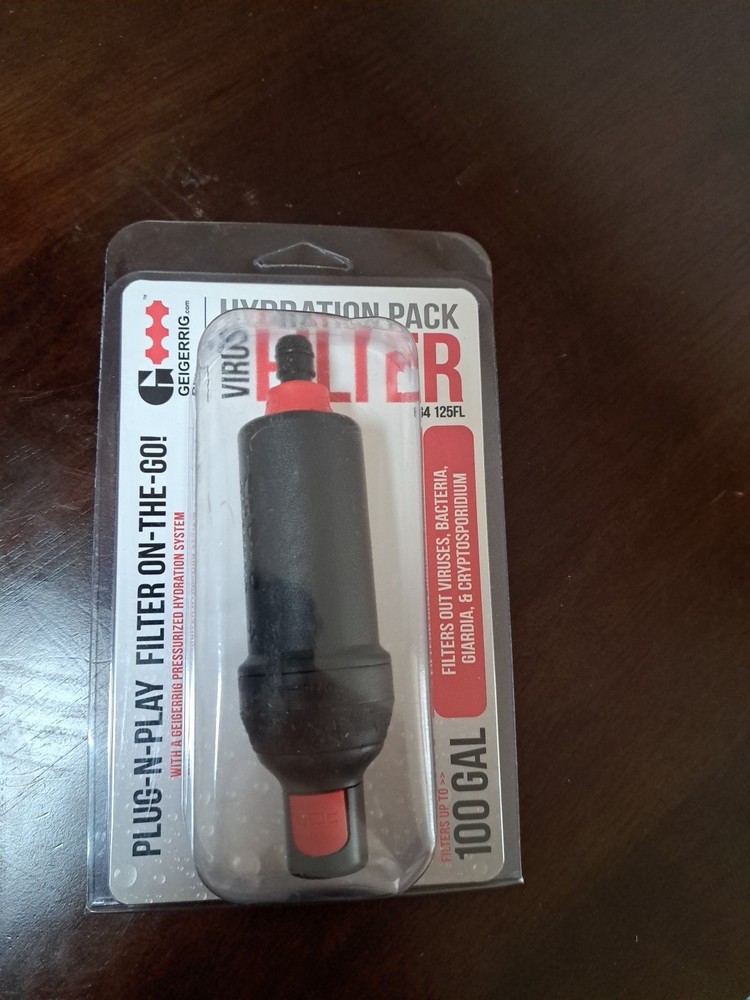 GEIGERRIG.com
HYDRATION PACK
VIRUS
FILTER
G4 125FL
PLUG-N-PLAY FILTER ON-THE-GO!
WITH A GEIGERRIG PRESSURIZED HYDRATION SYSTEM
FILTERS OUT VIRUSES, BACTERIA,
GIARDIA, & CRYPTOSPORIDIUM
FILTERS UP TO >>
100 GAL